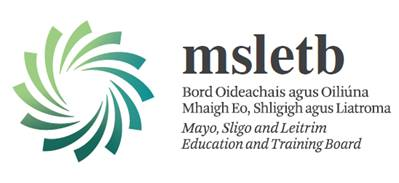 msletb
Bord Oideachais agus Oiliúna
Mhaigh Eo, Shligigh agus Liatroma
Mayo, Sligo and Leitrim
Education and Training Board